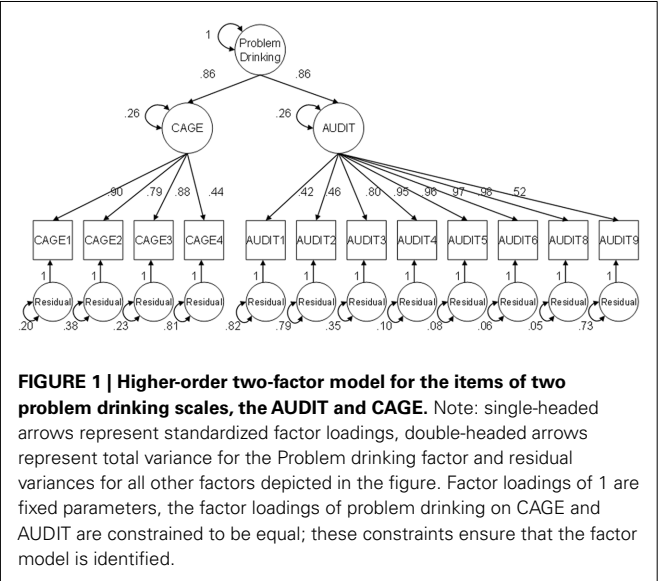 1
Problem
Drinking
.86 .86
.26 .26
CAGE AUDIT
.90 .79 .88 .44 .42 .46 .80 .95 .96 .97 .98 .52
CAGE1 CAGE2 CAGE3 CAGE4 AUDIT1 AUDIT2 AUDIT3 AUDIT4 AUDIT5 AUDIT6 AUDIT8 AUDIT9
1 1 1 1 1 1 1 1 1 1 1 1
Residual Residual Residual Residual Residual Residual Residual Residual Residual Residual Residual Residual
.20 .38 .23 .81 .82 .79 .35 .10 .08 .06 .05 .73
FIGURE 1 | Higher-order two-factor model for the items of two
problem drinking scales, the AUDIT and CAGE. Note: single-headed
arrows represent standardized factor loadings, double-headed arrows
represent total variance for the Problem drinking factor and residual
variances for all other factors depicted in the figure. Factor loadings of 1 are
fixed parameters, the factor loadings of problem drinking on CAGE and
AUDIT are constrained to be equal; these constraints ensure that the factor
model is identified.